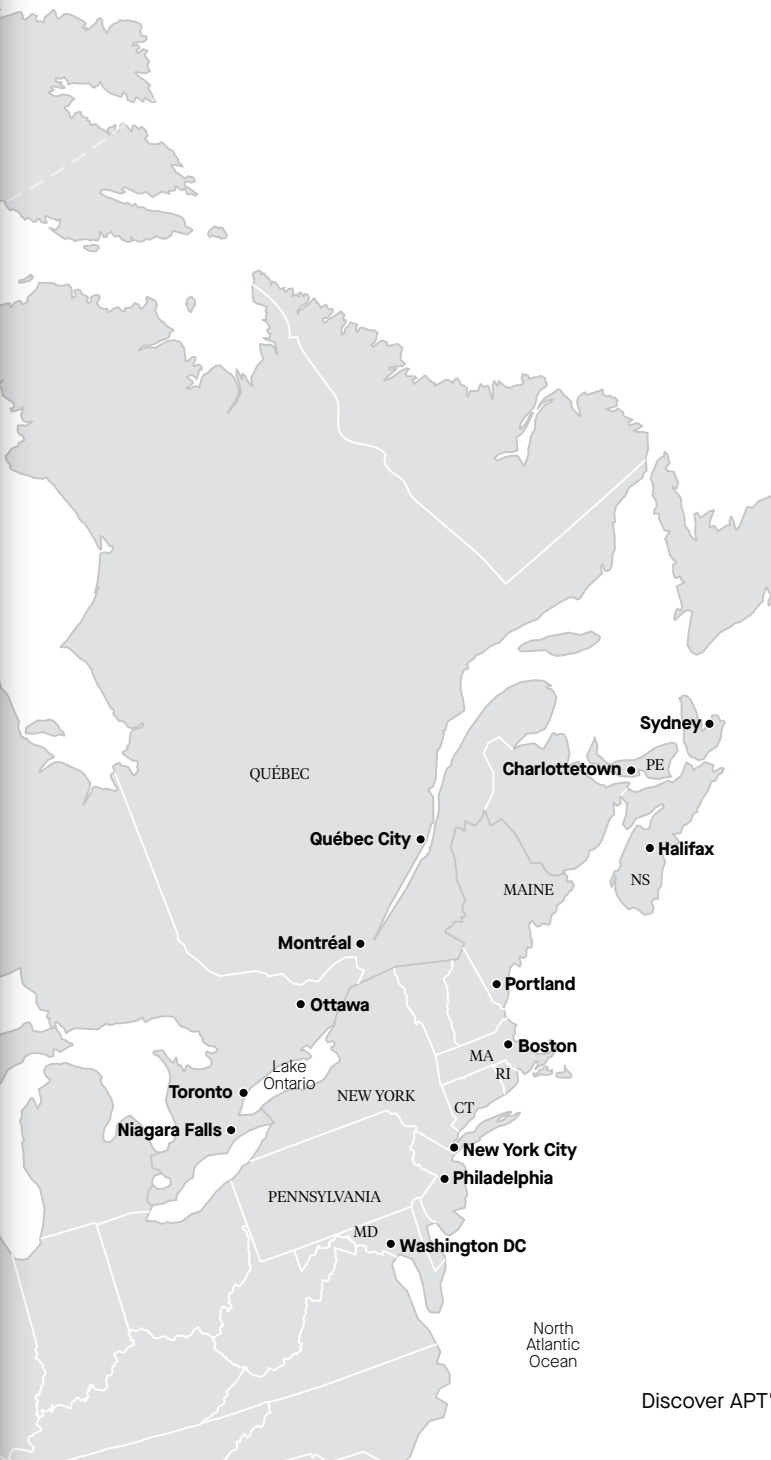 Sydney
Charlottetown
PE
QUÉBEC
Québec City
Halifax
NS
MAINE
Montréal
Portland
Ottawa
Boston
MA
Lake
Ontario
RI
Toronto
NEW YORK
CT
Niagara Falls
New York City
Philadelphia
PENNSYLVANIA
MD
Washington DC
North
Atlantic
Ocean
Discover APT'